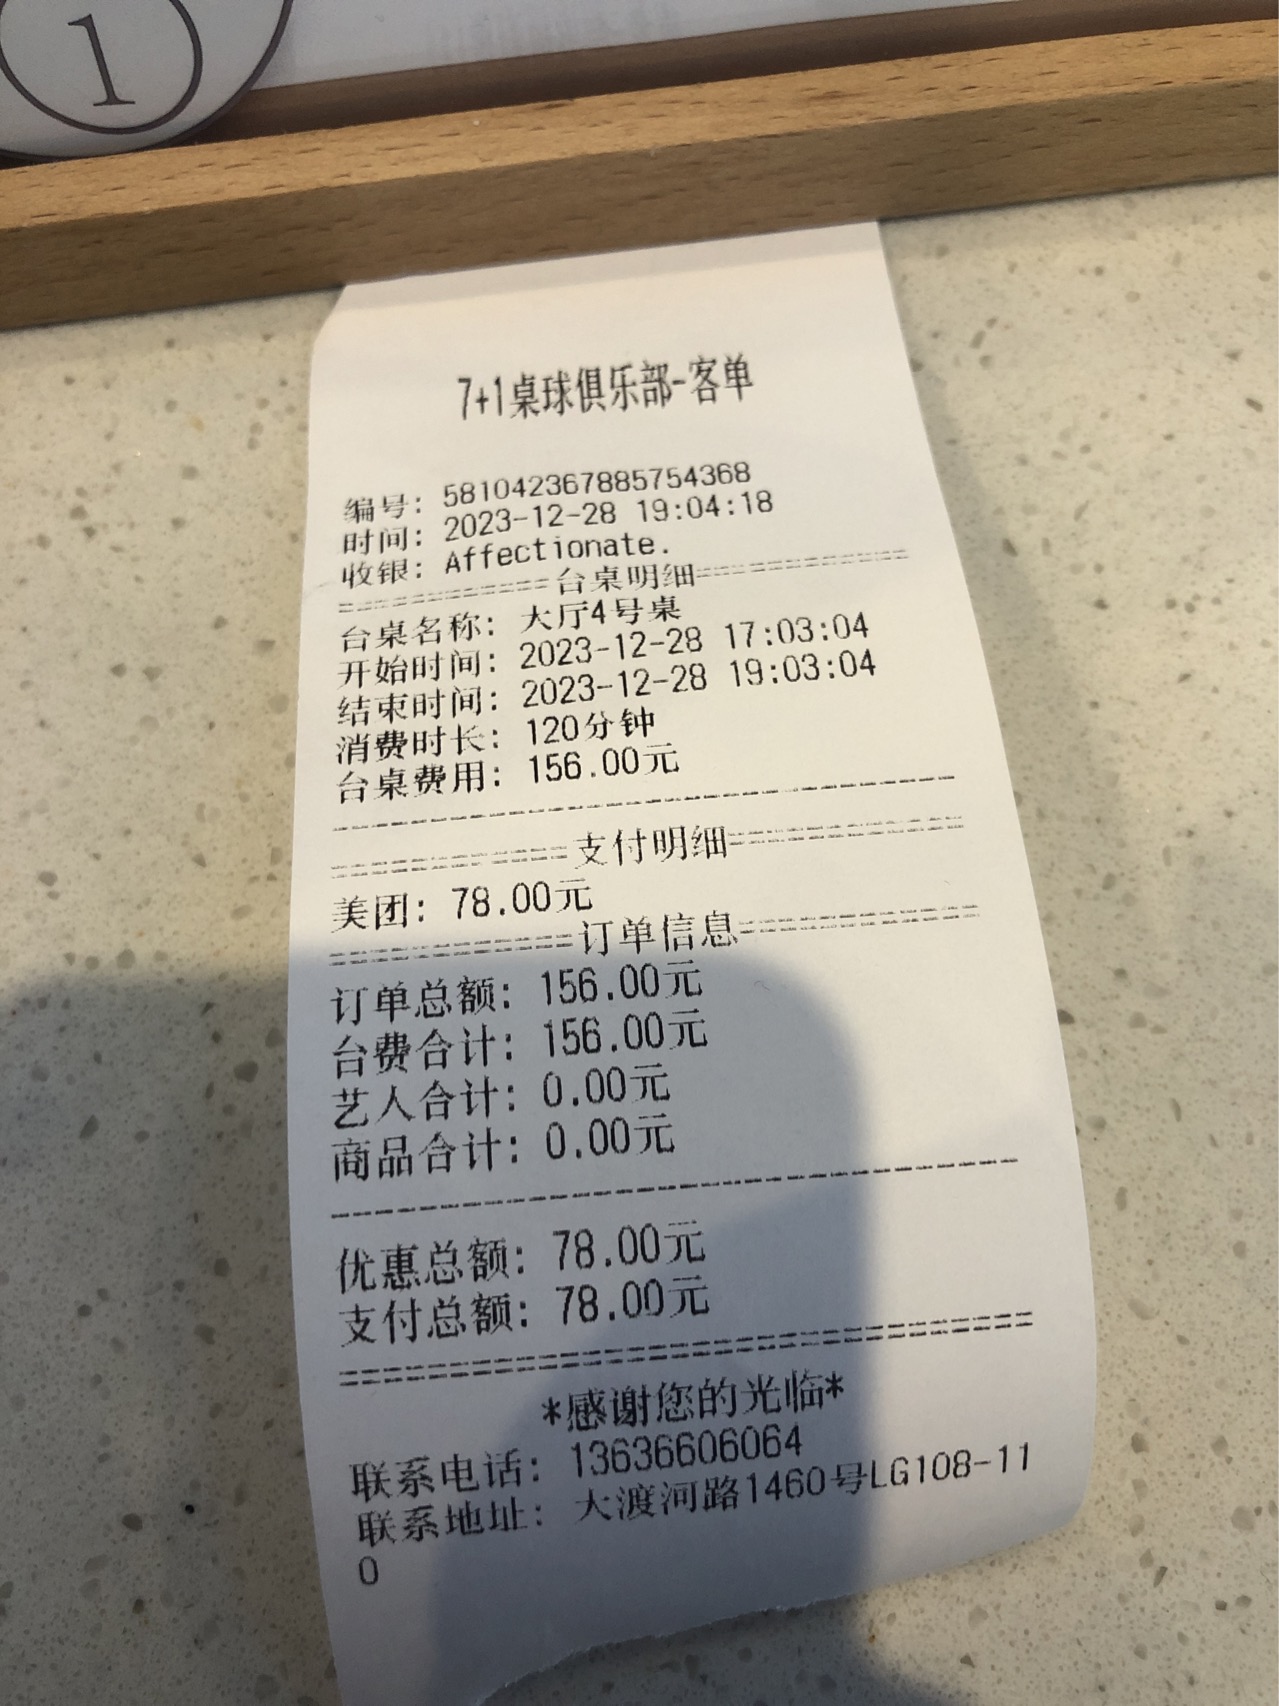 1
7+1桌球俱乐部-客单
编号: 581042367885754368
时间: 2023-12-28 19:04:18
收银: Affectionate.
==============台桌明细==============
台桌名称: 大厅4号桌
开始时间: 2023-12-28 17:03:04
结束时间: 2023-12-28 19:03:04
消费时长: 120分钟
台桌费用: 156.00元
--------------------------------
==============支付明细==============
美团: 78.00元
==============订单信息==============
订单总额: 156.00元
台费合计: 156.00元
艺人合计: 0.00元
商品合计: 0.00元
--------------------------------
优惠总额: 78.00元
支付总额: 78.00元
================================
*感谢您的光临*
联系电话: 13636606064
联系地址: 大渡河路1460号LG108-11
0